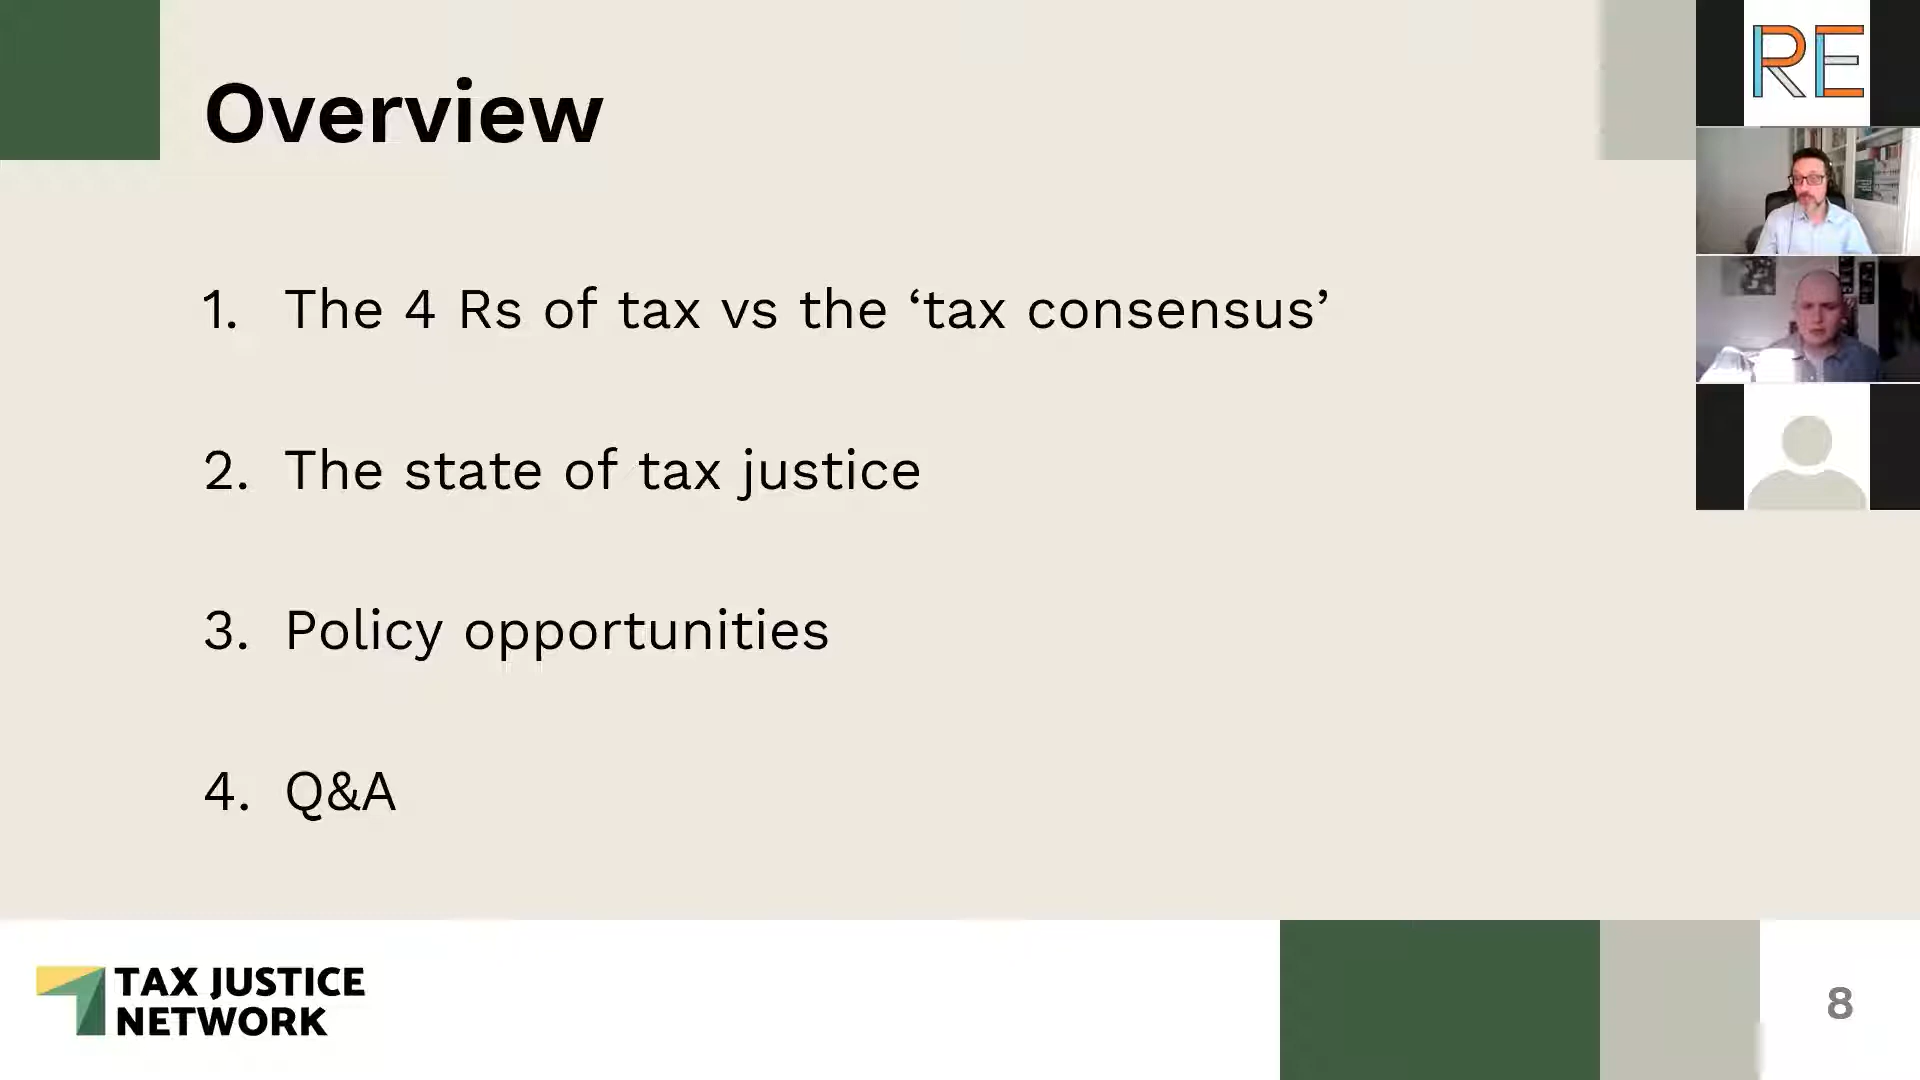 Overview
RE
1. The 4 Rs of tax vs the ‘tax consensus’
2. The state of tax justice
3. Policy opportunities
4. Q&A
TAX JUSTICE
NETWORK
8